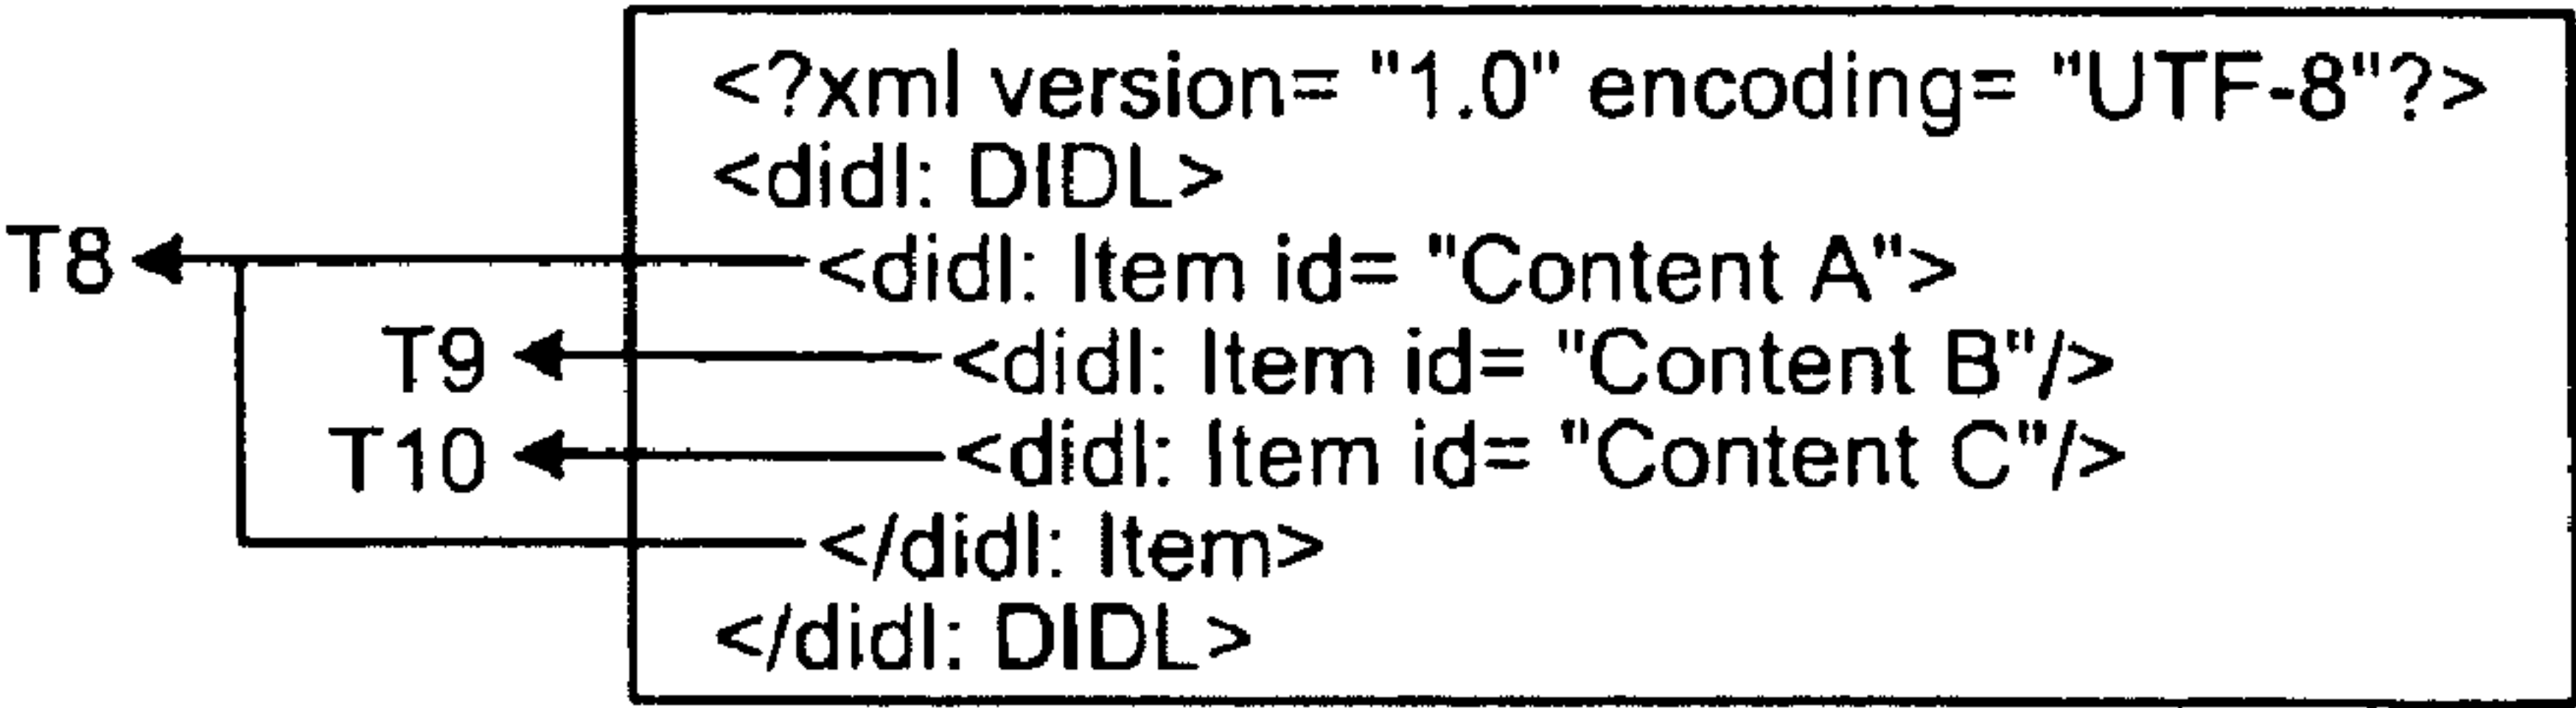 <?xml version= "1.0" encoding= "UTF-8"?>
<didl: DIDL>
T8 <didl: Item id= "Content A">
T9 <didl: Item id= "Content B"/>
T10 <didl: Item id= "Content C"/>
</didl: Item>
</didl: DIDL>